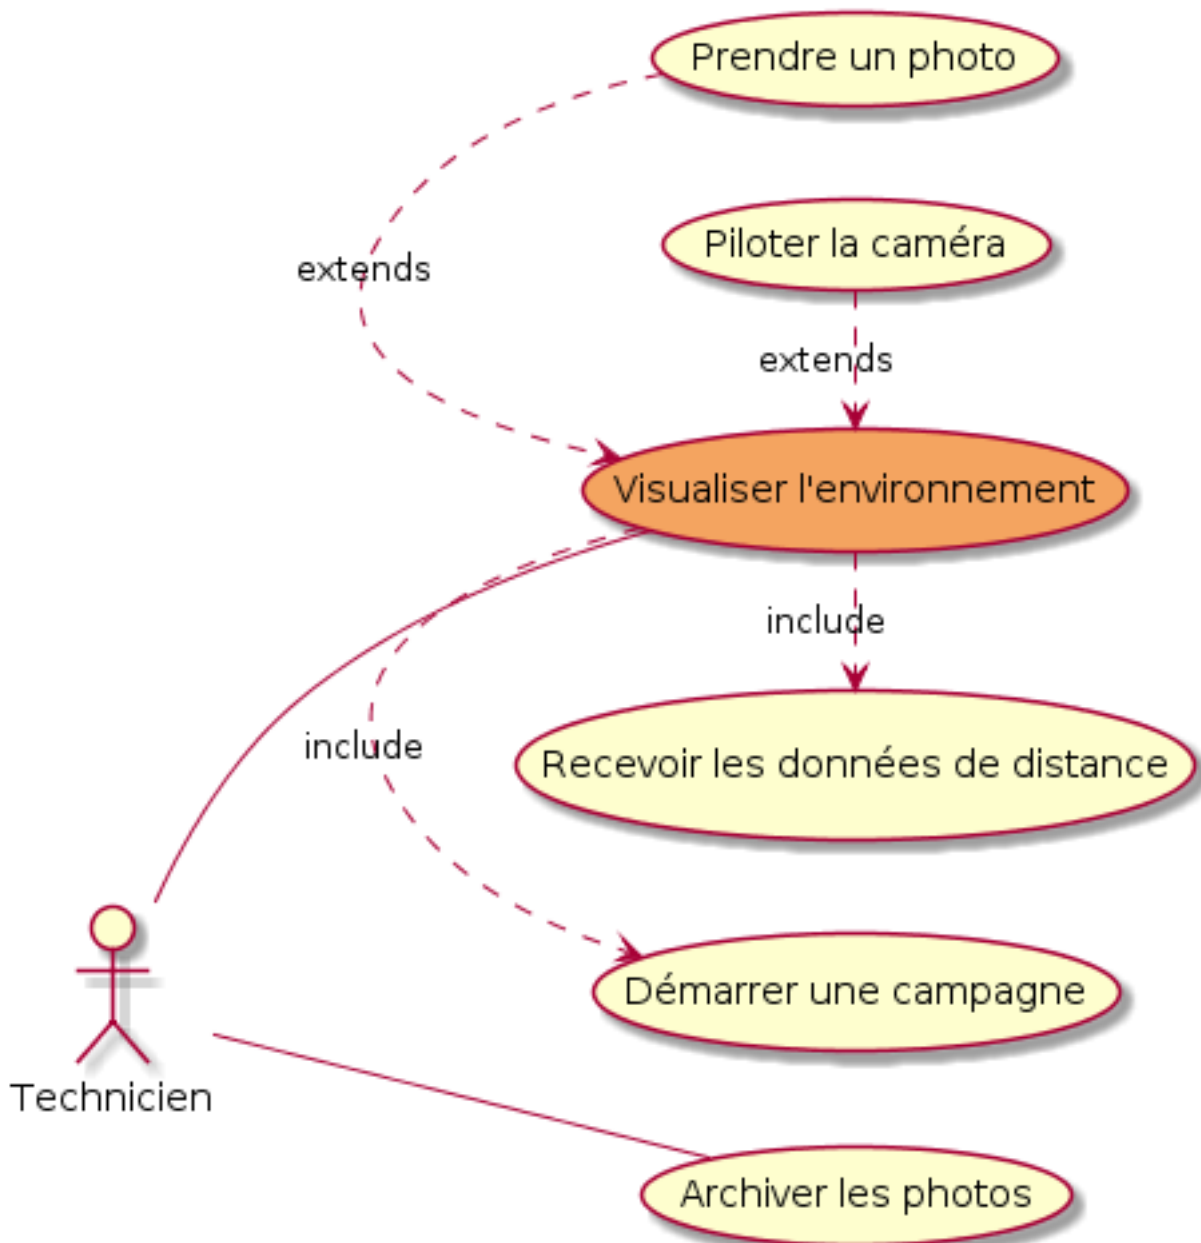 Prendre un photo
Piloter la caméra
extends
extends
Visualiser l'environnement
include
include
Recevoir les données de distance
Démarrer une campagne
Technicien
Archiver les photos